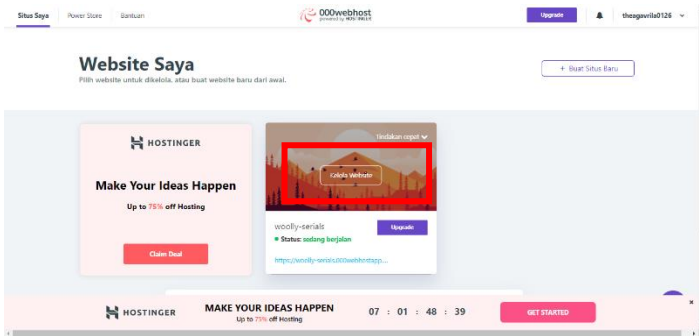 Situs Saya
Power Store
Bantuan
000webhost
powered by HOSTINGER
Upgrade
theagavrila0126
Website Saya
Pilih website untuk dikelola, atau buat website baru dari awal.
+ Buat Situs Baru
HOSTINGER
Make Your Ideas Happen
Up to 75% off Hosting
Claim Deal
Tindakan cepat
Kelola Website
woolly-serials
Upgrade
Status: sedang berjalan
https://woolly-serials.000webhostapp....
HOSTINGER
MAKE YOUR IDEAS HAPPEN
Up to 75% off Hosting
07 : 01 : 48 : 39
GET STARTED